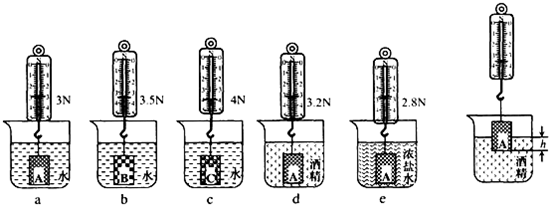 3N 3.5N 4N 3.2N 2.8N
A 水 B 水 C 水 A 酒精 A 浓盐水 A 酒精 h
a b c d e